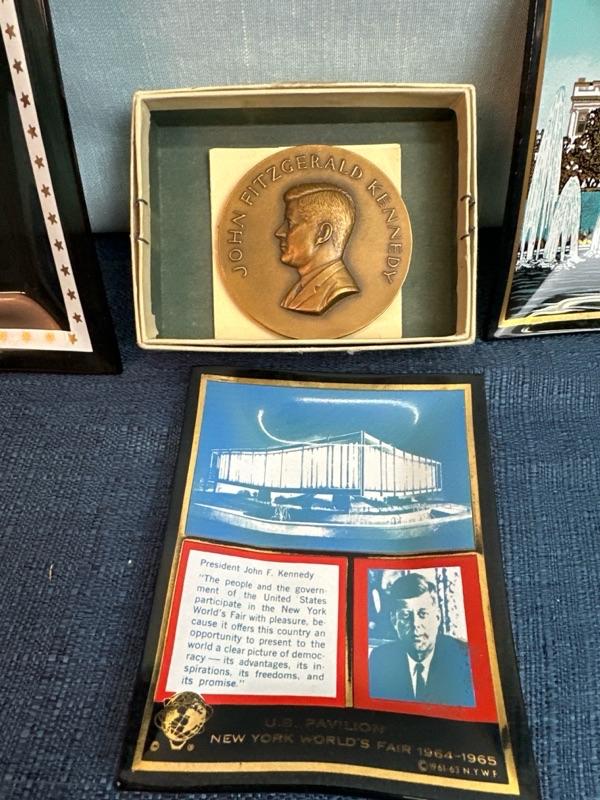 JOHN FITZGERALD KENNEDY
President John F. Kennedy
"The people and the govern-
ment of the United States
participate in the New York
World's Fair with pleasure, be-
cause it offers this country an
opportunity to present to the
world a clear picture of democ-
racy — its advantages, its in-
spirations, its freedoms, and
its promise."
©
®
U.S. PAVILION
NEW YORK WORLD'S FAIR 1964-1965
© 1961-63 N.Y.W.F.